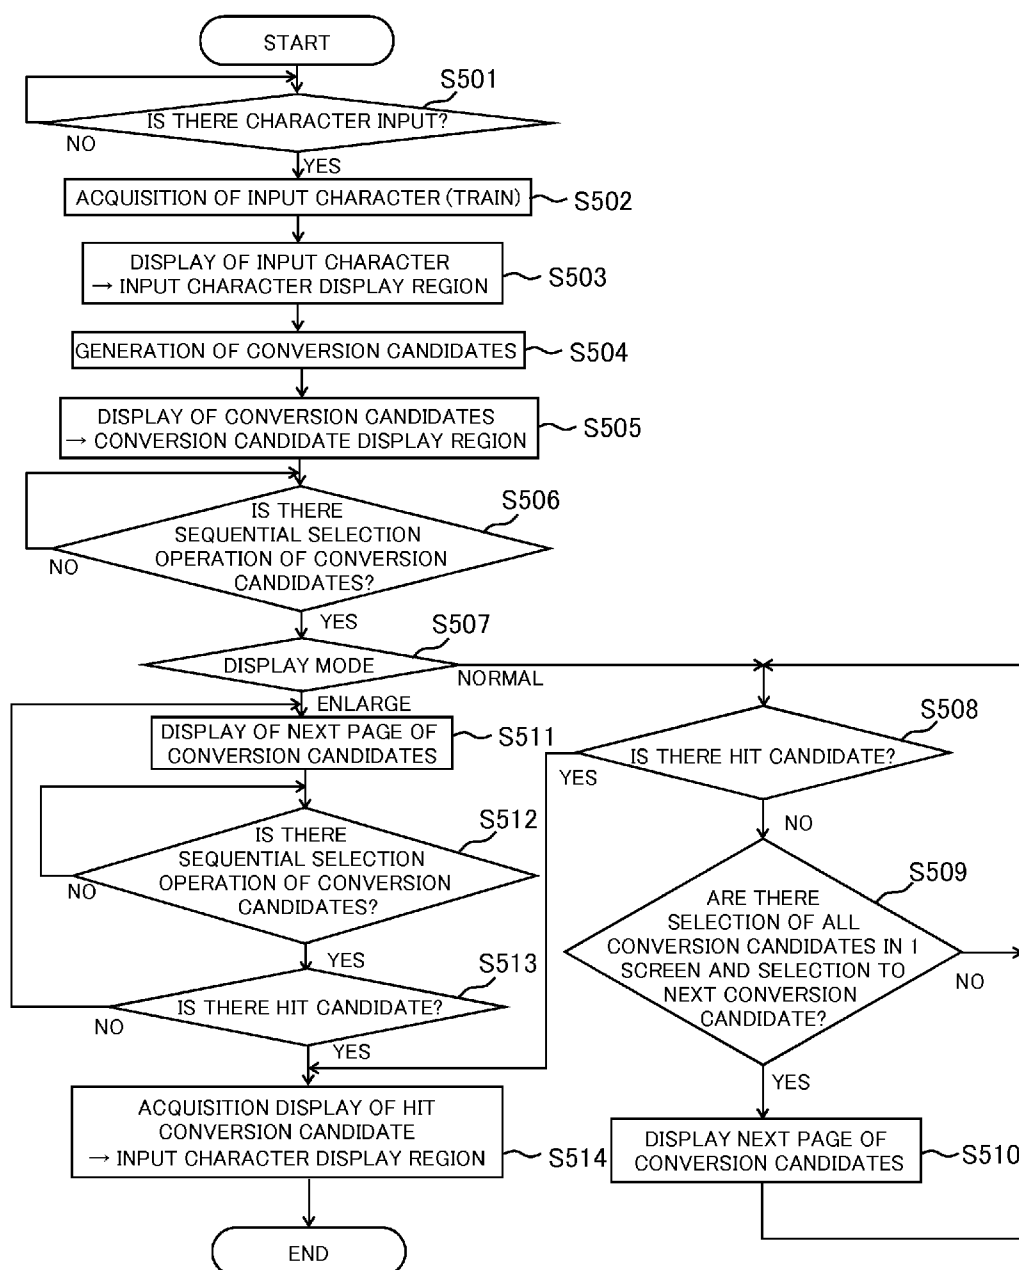 START
S501
IS THERE CHARACTER INPUT?
NO
YES
ACQUISITION OF INPUT CHARACTER (TRAIN)
S502
DISPLAY OF INPUT CHARACTER
→ INPUT CHARACTER DISPLAY REGION
S503
GENERATION OF CONVERSION CANDIDATES
S504
DISPLAY OF CONVERSION CANDIDATES
→ CONVERSION CANDIDATE DISPLAY REGION
S505
S506
IS THERE
SEQUENTIAL SELECTION
OPERATION OF CONVERSION
CANDIDATES?
NO
YES
S507
DISPLAY MODE
NORMAL
ENLARGE
DISPLAY OF NEXT PAGE OF
CONVERSION CANDIDATES
S511
S512
IS THERE
SEQUENTIAL SELECTION
OPERATION OF CONVERSION
CANDIDATES?
NO
YES
S513
IS THERE HIT CANDIDATE?
NO
YES
S508
IS THERE HIT CANDIDATE?
YES
NO
S509
ARE THERE
SELECTION OF ALL
CONVERSION CANDIDATES IN 1
SCREEN AND SELECTION TO
NEXT CONVERSION
CANDIDATE?
NO
YES
DISPLAY NEXT PAGE OF
CONVERSION CANDIDATES
S510
ACQUISITION DISPLAY OF HIT
CONVERSION CANDIDATE
→ INPUT CHARACTER DISPLAY REGION
S514
END